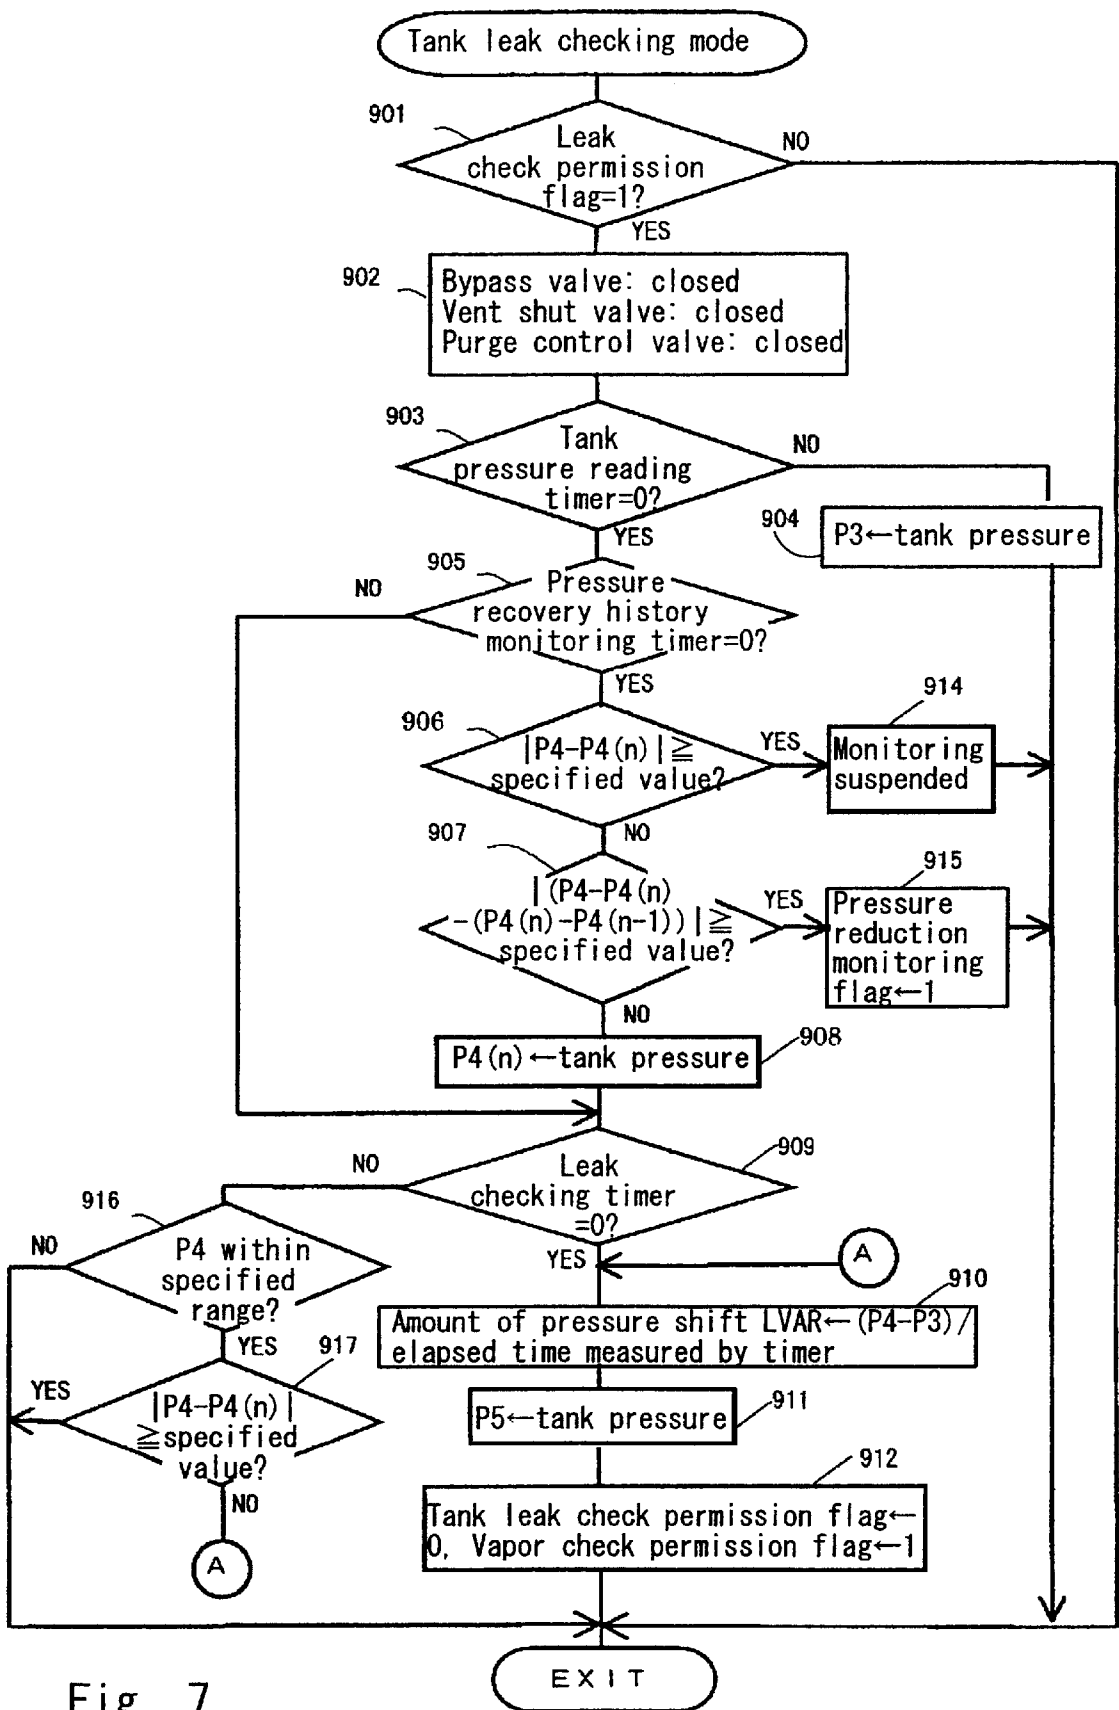 Tank leak checking mode
901
Leak
check permission
flag=1?
NO
YES
902
Bypass valve: closed
Vent shut valve: closed
Purge control valve: closed
903
Tank
pressure reading
timer=0?
NO
YES
904
P3←tank pressure
905
Pressure
recovery history
monitoring timer=0?
NO
YES
906
|P4-P4(n)|≧
specified value?
YES
914
Monitoring
suspended
NO
907
|(P4-P4(n)
-(P4(n)-P4(n-1))|≧
specified value?
YES
915
Pressure
reduction
monitoring
flag←1
NO
P4(n)←tank pressure
908
909
Leak
checking timer
=0?
NO
YES
916
P4 within
specified
range?
NO
YES
A
910
Amount of pressure shift LVAR←(P4-P3)/
elapsed time measured by timer
917
|P4-P4(n)|
≧specified
value?
YES
NO
A
P5←tank pressure
911
912
Tank leak check permission flag←
0, Vapor check permission flag←1
EXIT
Fig. 7